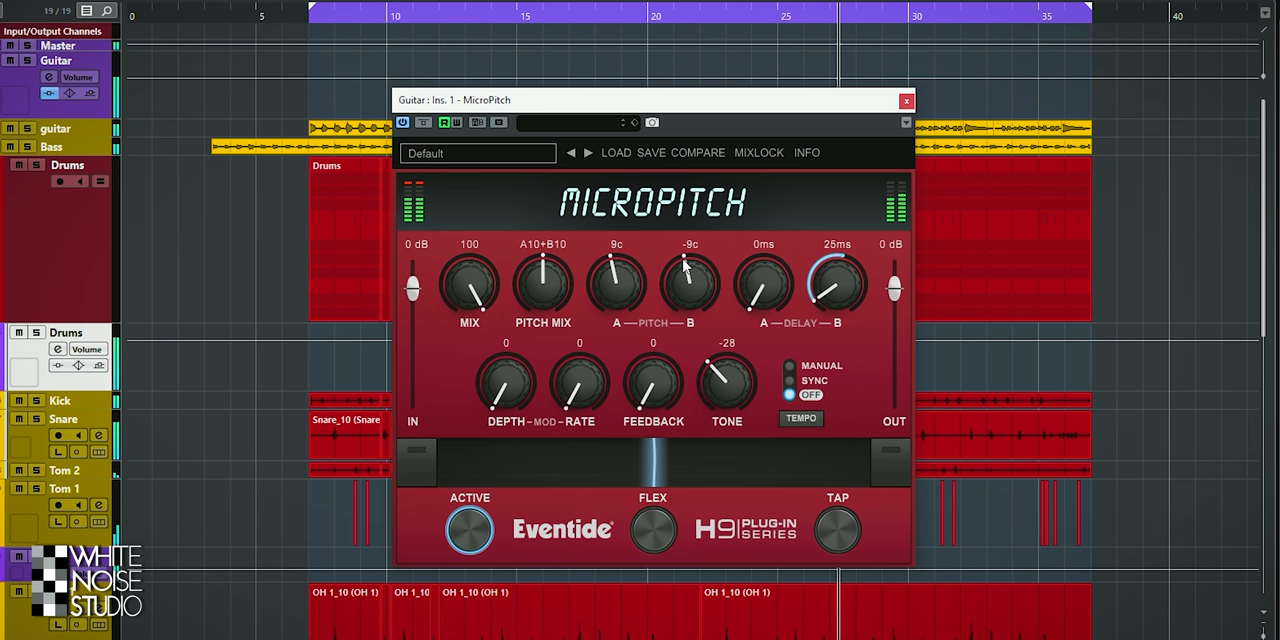 19 / 19
0 5 10 15 20 25 30 35 40
Input/Output Channels
m S Master
m S Guitar
e Volume
m S guitar
m S Bass
m S Drums
Drums
Guitar : Ins. 1 - MicroPitch
x
R W
Default
LOAD SAVE COMPARE MIXLOCK INFO
MICROPITCH
0 dB 100 A10+B10 9c -9c 0ms 25ms 0 dB
MIX PITCH MIX A PITCH B A DELAY B
0 0 0 -28
MANUAL
SYNC
OFF
TEMPO
IN DEPTH - MOD - RATE FEEDBACK TONE OUT
ACTIVE FLEX TAP
Eventide® H9 PLUG-IN SERIES
m S Drums
e Volume
m S Kick
m S Snare
e
L
Snare_10 (Snare
m S Tom 2
m S Tom 1
e
L
m
m
L
WHITE
NOISE
STUDIO
OH 1_10 (OH 1) OH 1_10 OH 1_10 (OH 1) OH 1_10 (OH 1)